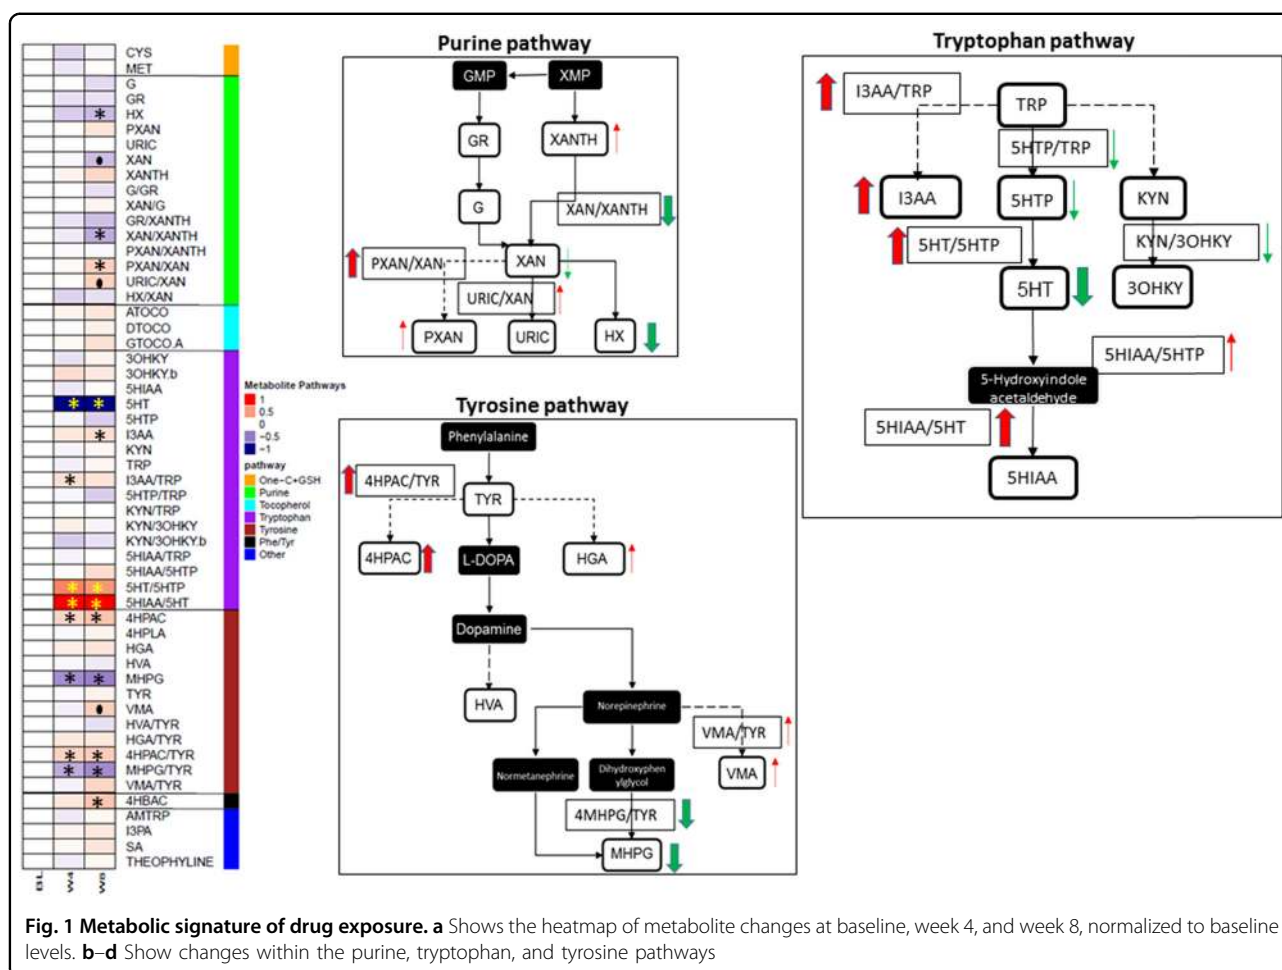 CYS
MET
G
GR
HX
PXAN
URIC
XAN
XANTH
G/GR
XAN/G
GR/XANTH
XAN/XANTH
PXAN/XANTH
PXAN/XAN
URIC/XAN
HX/XAN
ATOCO
DTOCO
GTOCO.A
3OHKY
3OHKY.b
5HIAA
5HT
5HTP
I3AA
KYN
TRP
I3AA/TRP
5HTP/TRP
KYN/TRP
KYN/3OHKY
KYN/3OHKY.b
5HIAA/TRP
5HIAA/5HTP
5HT/5HTP
5HIAA/5HT
4HPAC
4HPLA
HGA
HVA
MHPG
TYR
VMA
HVA/TYR
HGA/TYR
4HPAC/TYR
MHPG/TYR
VMA/TYR
4HBAC
AMTRP
I3PA
SA
THEOPHYLINE
BL
W4
W8
Metabolite Pathways
1
0.5
0
−0.5
−1
pathway
One−C+GSH
Purine
Tocopherol
Tryptophan
Tyrosine
Phe/Tyr
Other
Purine pathway
GMP
XMP
GR
XANTH
G
XAN/XANTH
PXAN/XAN
XAN
URIC/XAN
PXAN
URIC
HX
Tyrosine pathway
Phenylalanine
4HPAC/TYR
TYR
4HPAC
L-DOPA
HGA
Dopamine
HVA
Norepinephrine
VMA/TYR
Normetanephrine
Dihydroxyphen
ylglycol
VMA
4MHPG/TYR
MHPG
Tryptophan pathway
I3AA/TRP
TRP
5HTP/TRP
I3AA
5HTP
KYN
5HT/5HTP
KYN/3OHKY
5HT
3OHKY
5HIAA/5HTP
5-Hydroxyindole
acetaldehyde
5HIAA/5HT
5HIAA
Fig. 1 Metabolic signature of drug exposure. a Shows the heatmap of metabolite changes at baseline, week 4, and week 8, normalized to baseline
levels. b–d Show changes within the purine, tryptophan, and tyrosine pathways